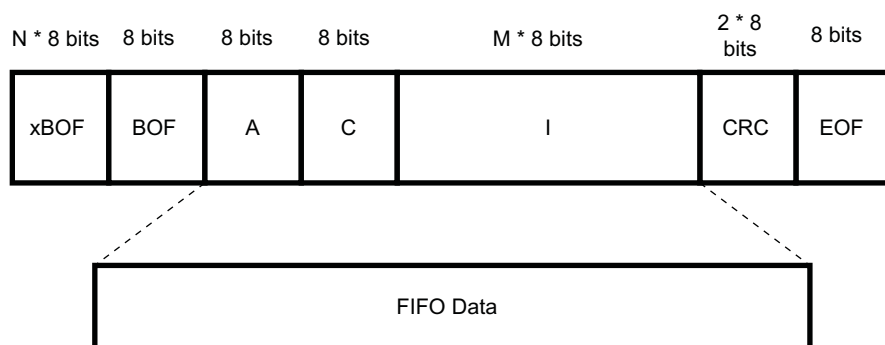 N * 8 bits 8 bits 8 bits 8 bits M * 8 bits 2 * 8 8 bits
bits
xBOF BOF A C I CRC EOF
FIFO Data